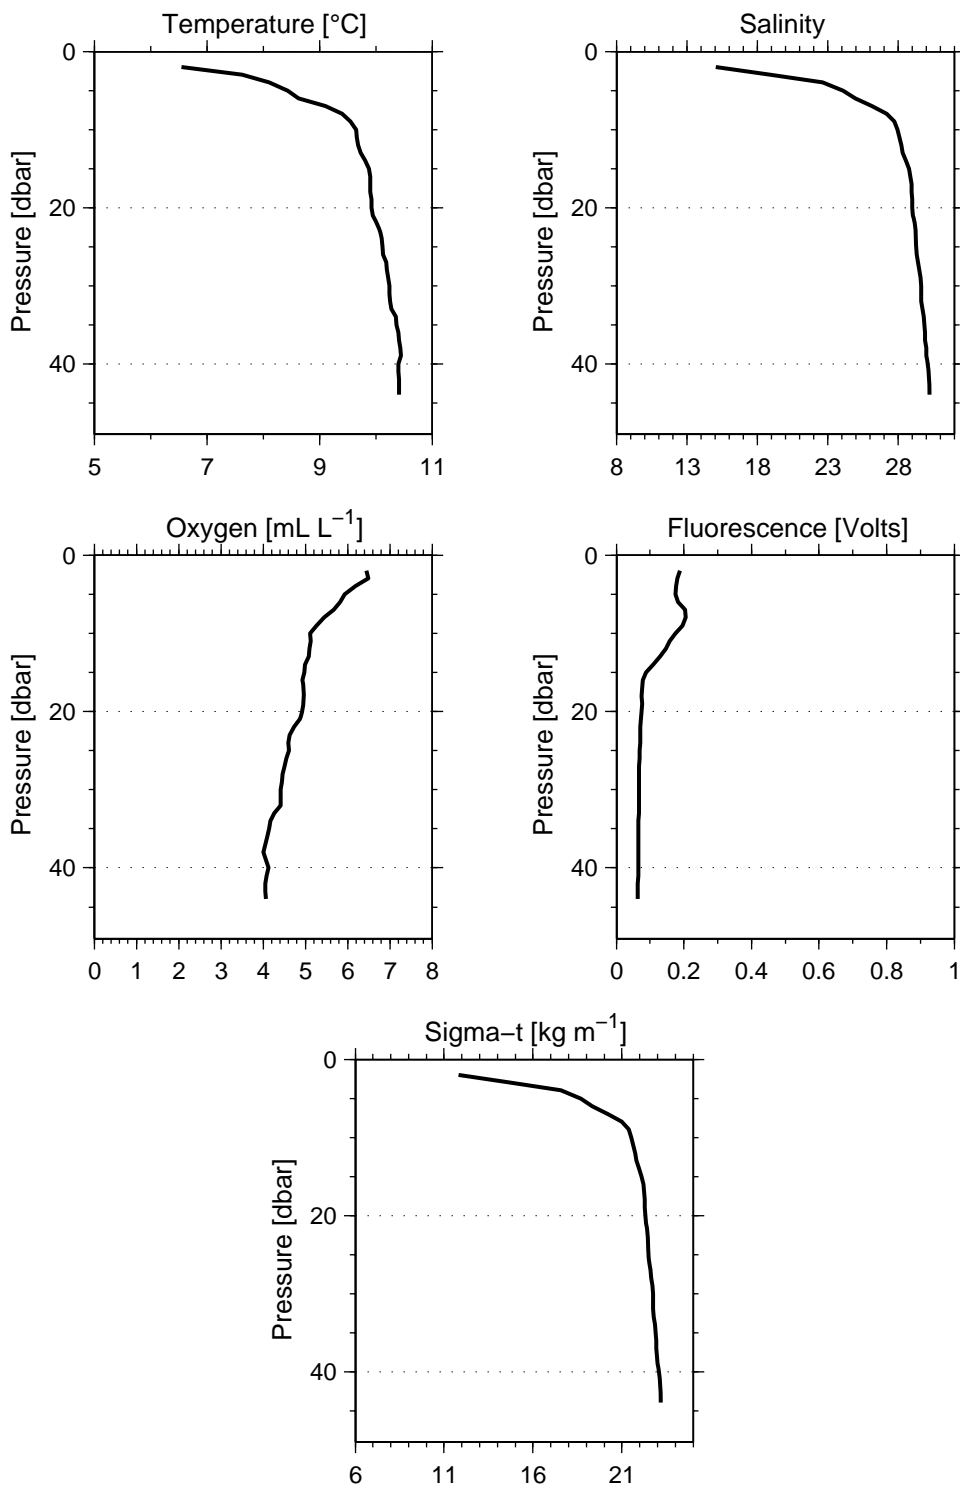 Temperature [°C]
0
20
40
Pressure [dbar]
5 7 9 11
Salinity
0
20
40
Pressure [dbar]
8 13 18 23 28
Oxygen [mL L−1]
0
20
40
Pressure [dbar]
0 1 2 3 4 5 6 7 8
Fluorescence [Volts]
0
20
40
Pressure [dbar]
0 0.2 0.4 0.6 0.8 1
Sigma−t [kg m−1]
0
20
40
Pressure [dbar]
6 11 16 21